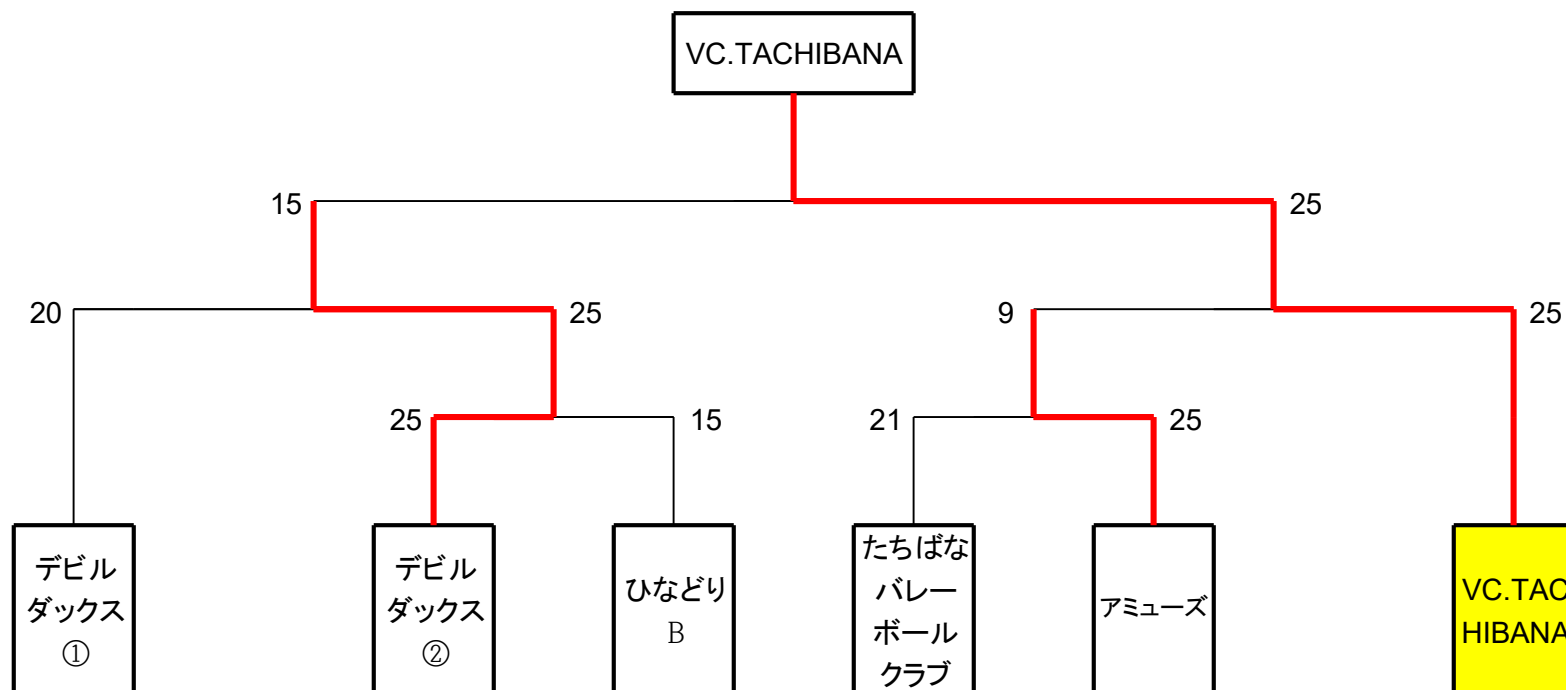 VC.TACHIBANA
15
25
20
25
9
25
25
15
21
25
デビル
ダックス
①
デビル
ダックス
②
ひなどり
B
たちばな
バレー
ボール
クラブ
アミューズ
VC.TAC
HIBANA